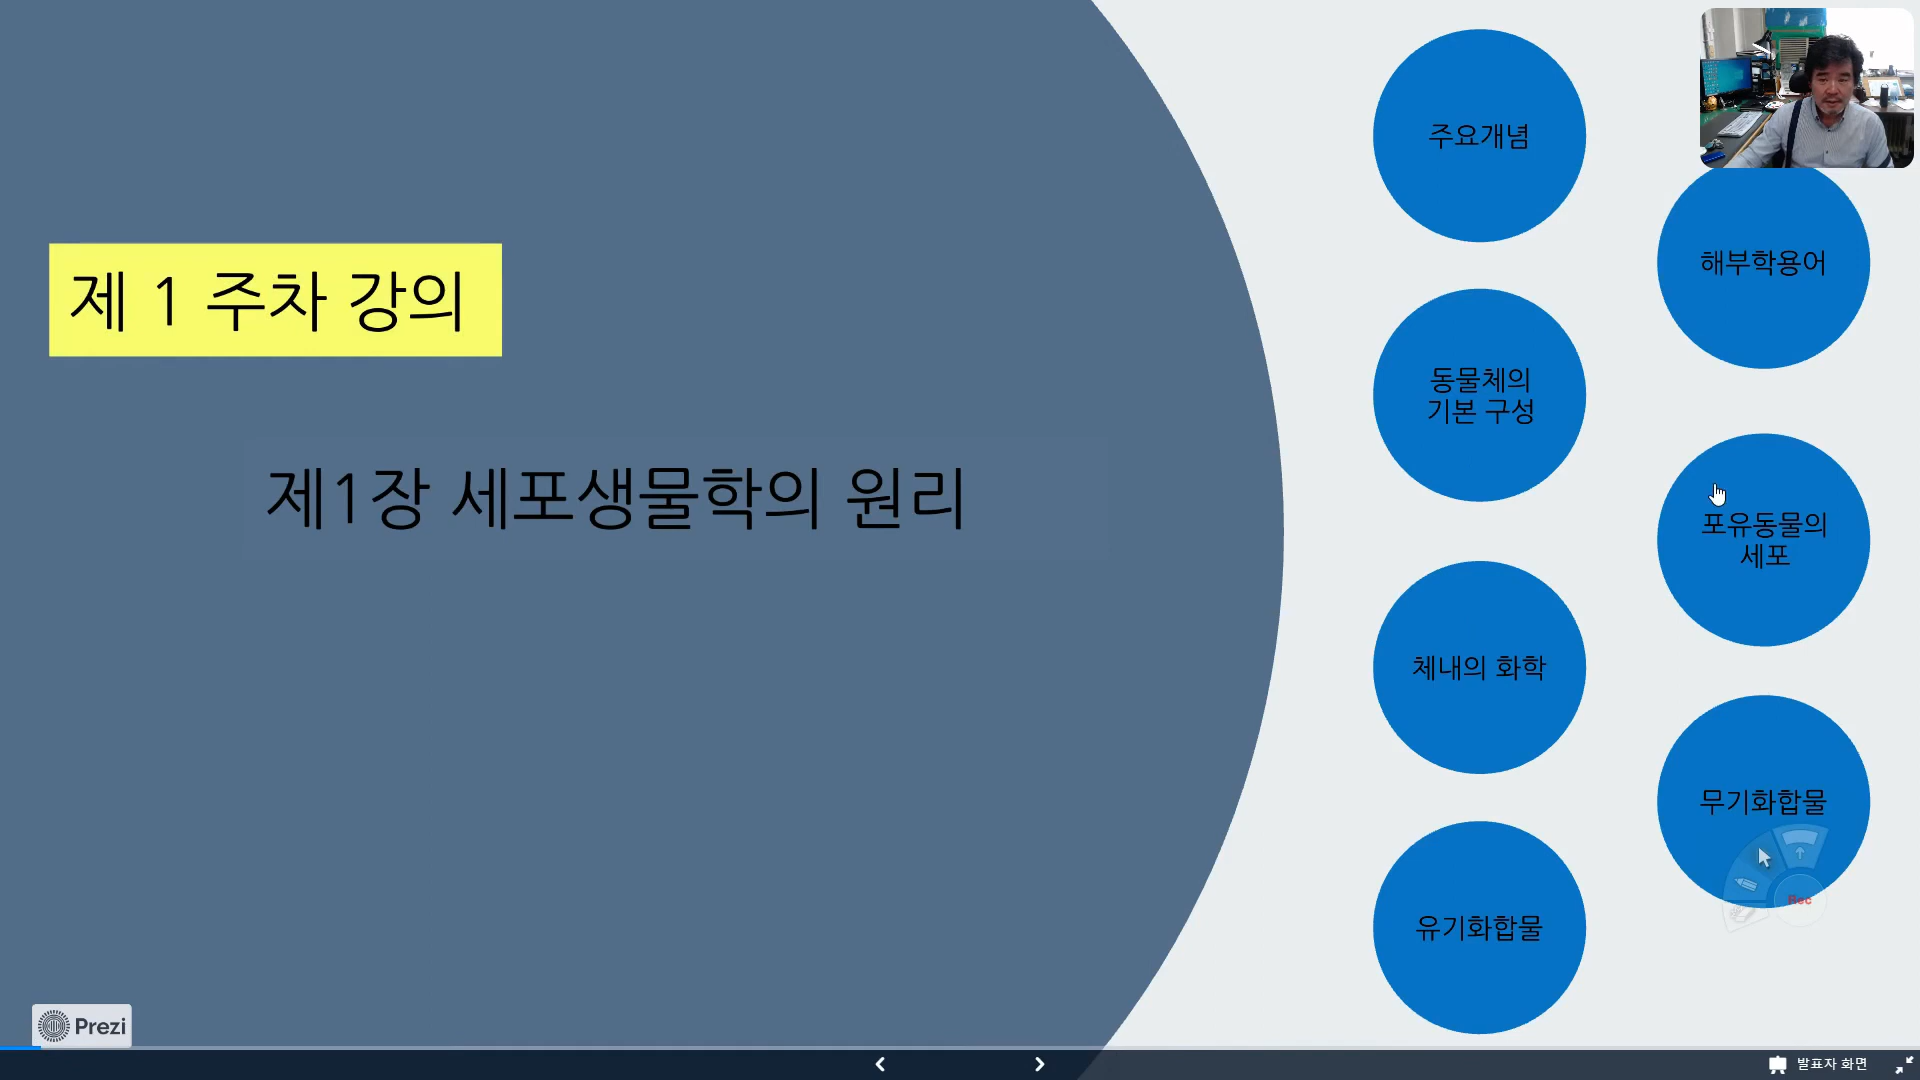 제 1 주차 강의
제1장 세포생물학의 원리
주요개념
해부학용어
동물체의
기본 구성
포유동물의
세포
체내의 화학
무기화합물
유기화합물
Rec
Prezi
발표자 화면